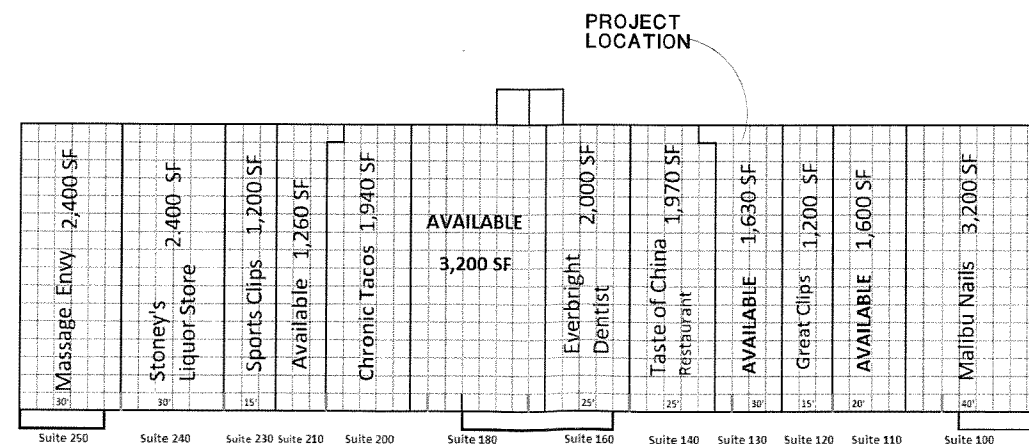 PROJECT
LOCATION
Massage Envy 2,400 SF
Stoney's
Liquor Store
2.400 SF
Sports Clips 1,200 SF
Available 1,260 SF
Chronic Tacos 1,940 SF
AVAILABLE
3,200 SF
Everbright
Dentist
2,000 SF
Taste of China
Restaurant
1,970 SF
AVAILABLE 1,630 SF
Great Clips 1,200 SF
AVAILABLE 1,600 SF
Malibu Nails 3,200 SF
30' 30' 15' 25' 25' 30' 15' 20' 40'
Suite 250 Suite 240 Suite 230 Suite 210 Suite 200 Suite 180 Suite 160 Suite 140 Suite 130 Suite 120 Suite 110 Suite 100